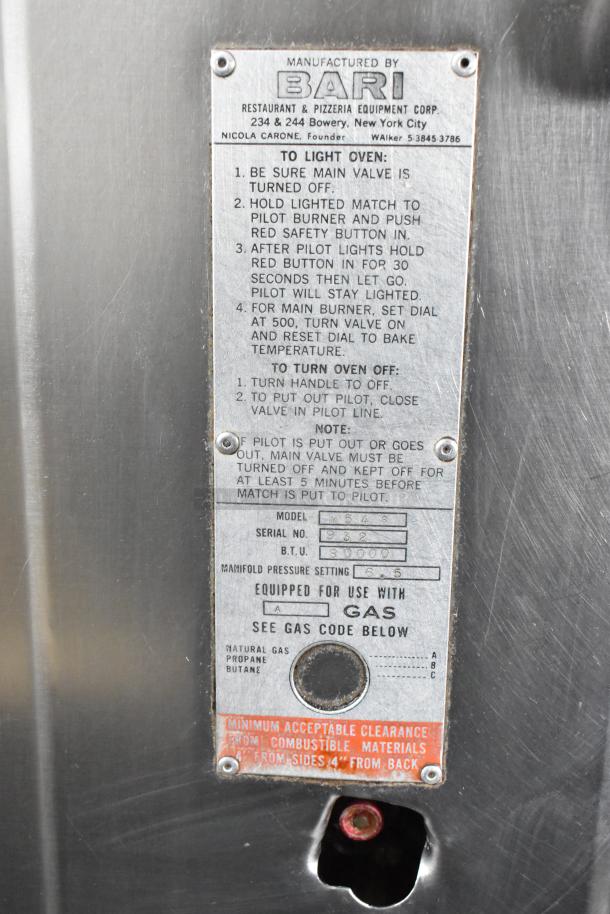 MANUFACTURED BY
BARI
RESTAURANT & PIZZERIA EQUIPMENT CORP.
234 & 244 Bowery, New York City
NICOLA CARONE, Founder WAlker 5-3845-3786
TO LIGHT OVEN:
1. BE SURE MAIN VALVE IS
TURNED OFF.
2. HOLD LIGHTED MATCH TO
PILOT BURNER AND PUSH
RED SAFETY BUTTON IN.
3. AFTER PILOT LIGHTS HOLD
RED BUTTON IN FOR 30
SECONDS THEN LET GO.
PILOT WILL STAY LIGHTED.
4. FOR MAIN BURNER, SET DIAL
AT 500, TURN VALVE ON
AND RESET DIAL TO BAKE
TEMPERATURE.
TO TURN OVEN OFF:
1. TURN HANDLE TO OFF.
2. TO PUT OUT PILOT, CLOSE
VALVE IN PILOT LINE.
NOTE:
IF PILOT IS PUT OUT OR GOES
OUT, MAIN VALVE MUST BE
TURNED OFF AND KEPT OFF FOR
AT LEAST 5 MINUTES BEFORE
MATCH IS PUT TO PILOT.
MODEL
SERIAL NO. 932
B.T.U. 80000
MANIFOLD PRESSURE SETTING 6.5
EQUIPPED FOR USE WITH
A GAS
SEE GAS CODE BELOW
NATURAL GAS A
PROPANE B
BUTANE C
MINIMUM ACCEPTABLE CLEARANCE
FROM COMBUSTIBLE MATERIALS
FROM SIDES 4" FROM BACK